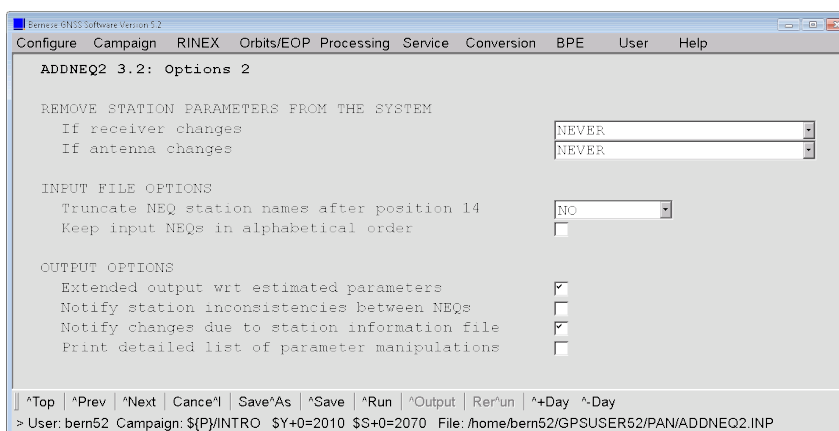 Bernese GNSS Software Version 5.2
Configure Campaign RINEX Orbits/EOP Processing Service Conversion BPE User Help
ADDNEQ2 3.2: Options 2
REMOVE STATION PARAMETERS FROM THE SYSTEM
If receiver changes NEVER
If antenna changes NEVER
INPUT FILE OPTIONS
Truncate NEQ station names after position 14 NO
Keep input NEQs in alphabetical order
OUTPUT OPTIONS
Extended output wrt estimated parameters
Notify station inconsistencies between NEQs
Notify changes due to station information file
Print detailed list of parameter manipulations
^Top | ^Prev | ^Next | Cance^l | Save^As | ^Save | ^Run | ^Output | Rer^un | ^+Day ^-Day
> User: bern52 Campaign: ${P}/INTRO $Y+0=2010 $S+0=2070 File: /home/bern52/GPSUSER52/PAN/ADDNEQ2.INP